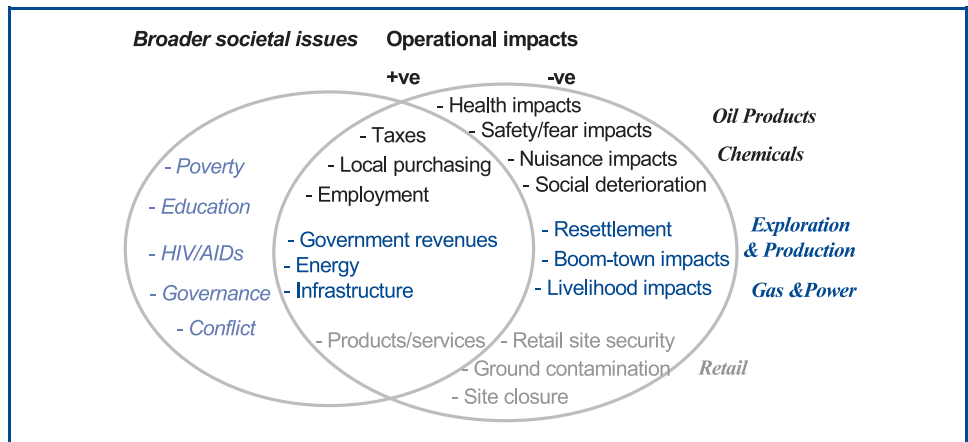 Broader societal issues
Operational impacts
+ve
-ve
- Poverty
- Education
- HIV/AIDs
- Governance
- Conflict
- Taxes
- Local purchasing
- Employment
- Government revenues
- Energy
- Infrastructure
- Products/services
- Health impacts
- Safety/fear impacts
- Nuisance impacts
- Social deterioration
- Resettlement
- Boom-town impacts
- Livelihood impacts
- Retail site security
- Ground contamination
- Site closure
Oil Products
Chemicals
Exploration
& Production
Gas &Power
Retail